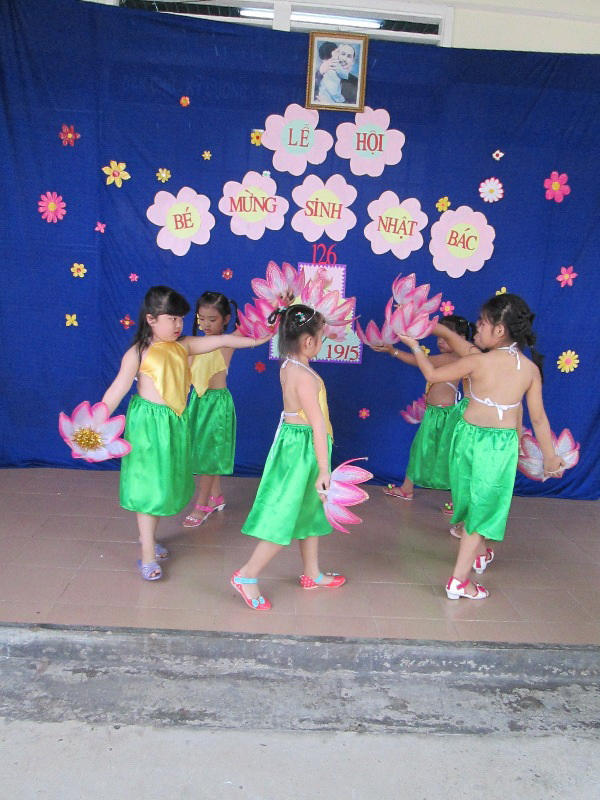 LỄ HỘI
BÉ MỪNG SINH NHẬT BÁC
126
19/5